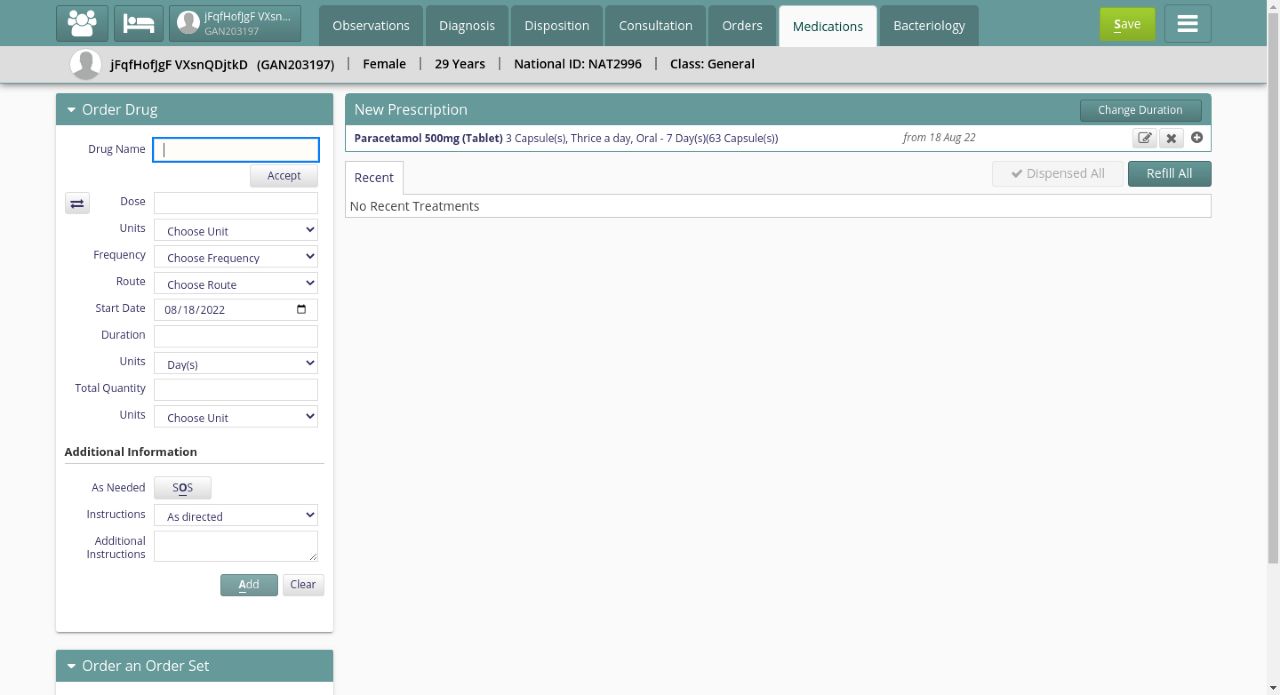 jFqfHofJgF VXsn...
GAN203197
Observations
Diagnosis
Disposition
Consultation
Orders
Medications
Bacteriology
Save
jFqfHofJgF VXsnQDjtkD (GAN203197) | Female | 29 Years | National ID: NAT2996 | Class: General
Order Drug
Drug Name
Accept
Dose
Units Choose Unit
Frequency Choose Frequency
Route Choose Route
Start Date 08/18/2022
Duration
Units Day(s)
Total Quantity
Units Choose Unit
Additional Information
As Needed SOS
Instructions As directed
Additional
Instructions
Add Clear
Order an Order Set
New Prescription
Change Duration
Paracetamol 500mg (Tablet) 3 Capsule(s), Thrice a day, Oral - 7 Day(s)(63 Capsule(s)) from 18 Aug 22
Recent
Dispensed All
Refill All
No Recent Treatments